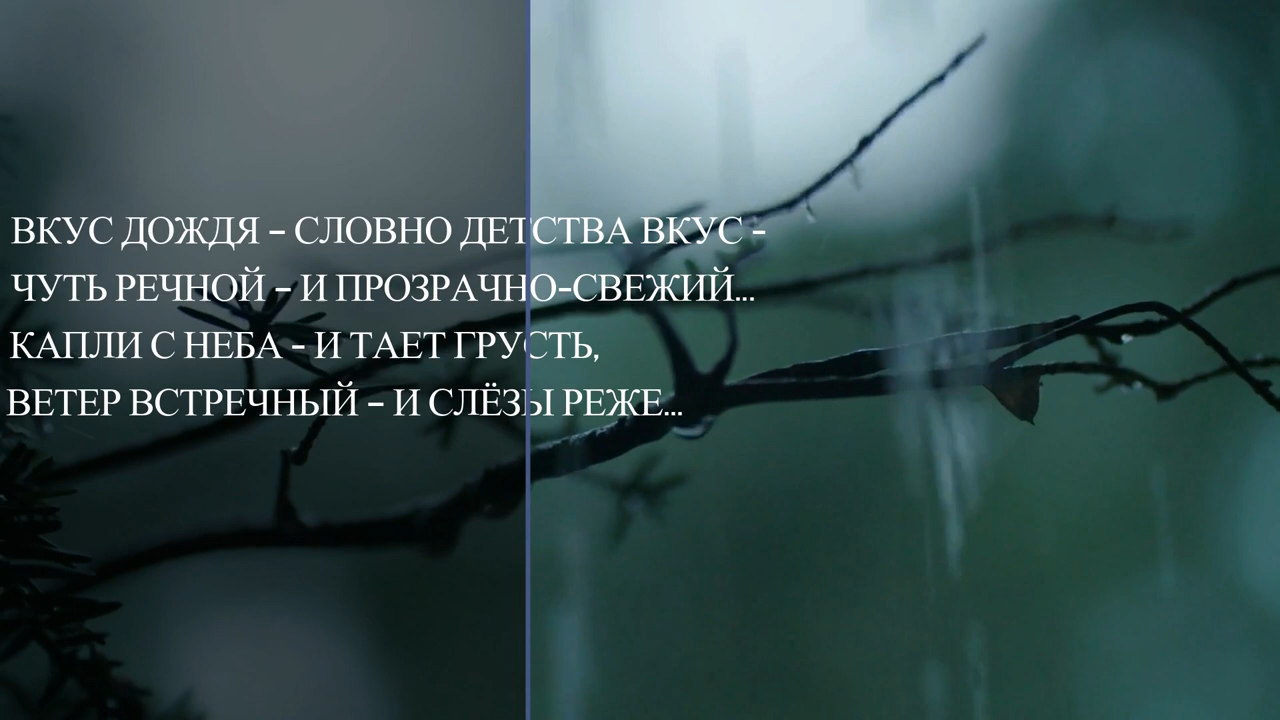 ВКУС ДОЖДЯ – СЛОВНО ДЕТСТВА ВКУС -
ЧУТЬ РЕЧНОЙ – И ПРОЗРАЧНО-СВЕЖИЙ...
КАПЛИ С НЕБА - И ТАЕТ ГРУСТЬ,
ВЕТЕР ВСТРЕЧНЫЙ – И СЛЁЗЫ РЕЖЕ...